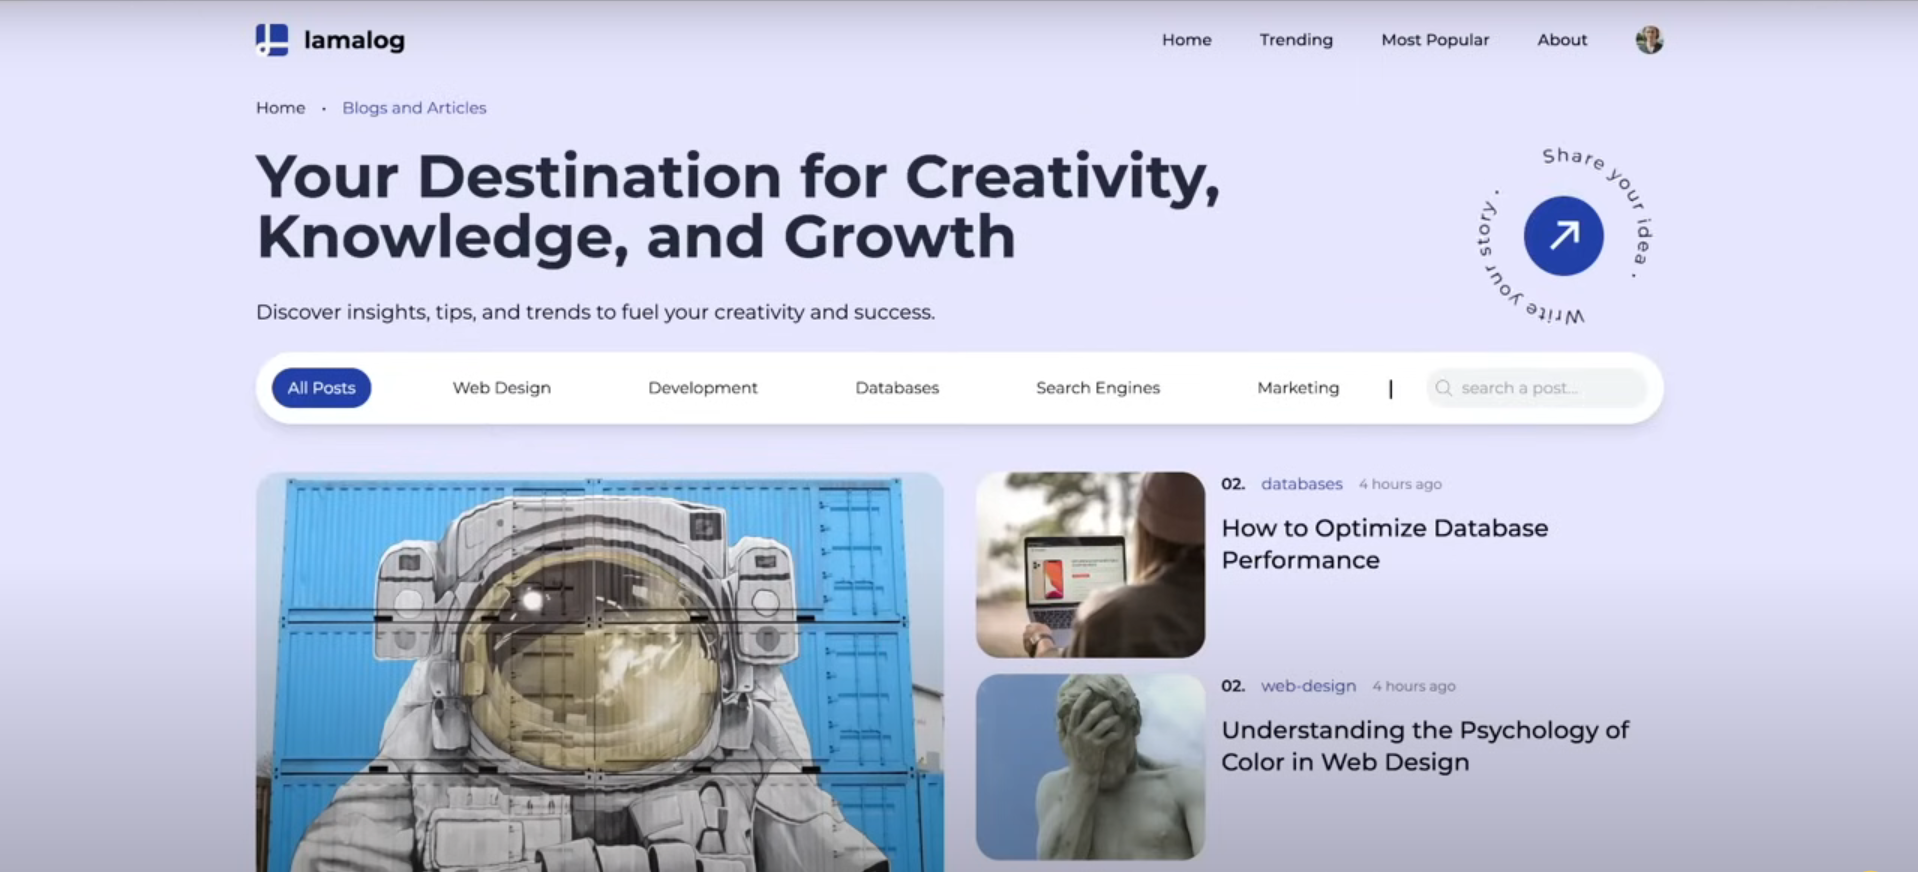 lamalog
Home
Trending
Most Popular
About
Home • Blogs and Articles
Your Destination for Creativity,
Knowledge, and Growth
Share your idea •
Write your story •
Discover insights, tips, and trends to fuel your creativity and success.
All Posts
Web Design
Development
Databases
Search Engines
Marketing
|
search a post...
02. databases 4 hours ago
How to Optimize Database
Performance
02. web-design 4 hours ago
Understanding the Psychology of
Color in Web Design